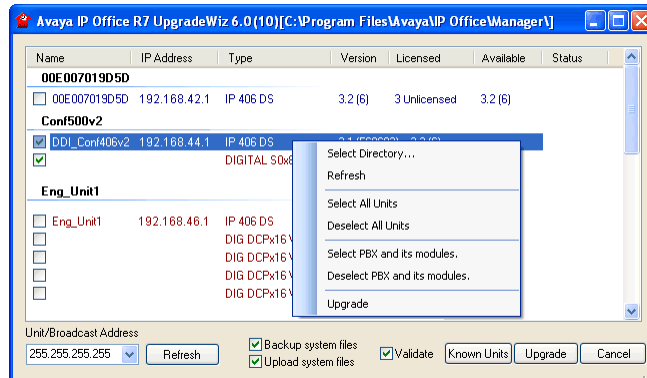 Avaya IP Office R7 UpgradeWiz 6.0 (10)[C:\Program Files\Avaya\IP Office\Manager\]
Name IP Address Type Version Licensed Available Status
00E007019D5D
00E007019D5D 192.168.42.1 IP 406 DS 3.2 (6) 3 Unlicensed 3.2 (6)
Conf500v2
DDI_Conf406v2 192.168.44.1 IP 406 DS
DIGITAL S0x8
Eng_Unit1
Eng_Unit1 192.168.46.1 IP 406 DS
DIG DCPx16 V
DIG DCPx16 V
DIG DCPx16 V
DIG DCPx16 V
Select Directory...
Refresh
Select All Units
Deselect All Units
Select PBX and its modules.
Deselect PBX and its modules.
Upgrade
Unit/Broadcast Address
255.255.255.255 Refresh
Backup system files
Upload system files
Validate Known Units Upgrade Cancel